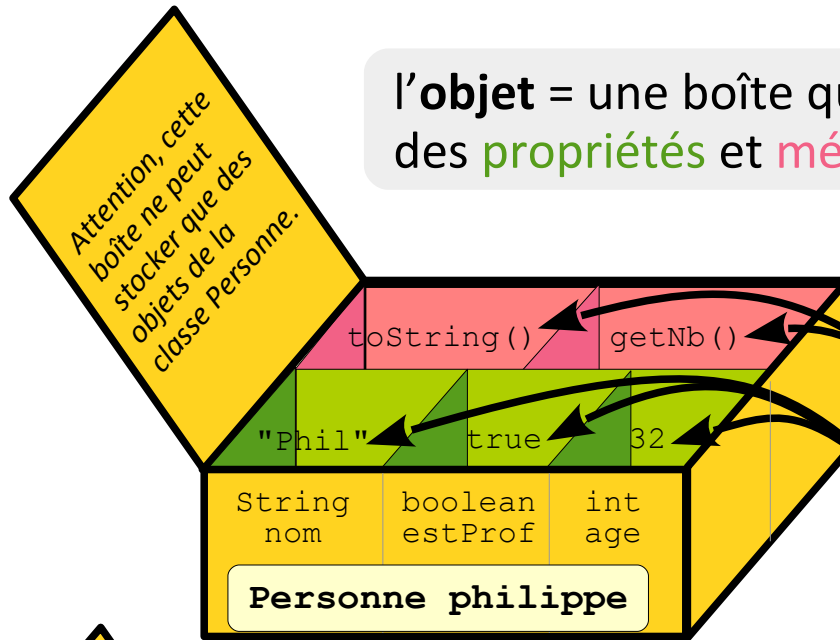 l'objet = une boîte qu
des propriétés et mé
Attention, cette
boîte ne peut
stocker que des
objets de la
classe Personne.
toString() getNb()
"Phil" true 32
String boolean int
nom estProf age
Personne philippe